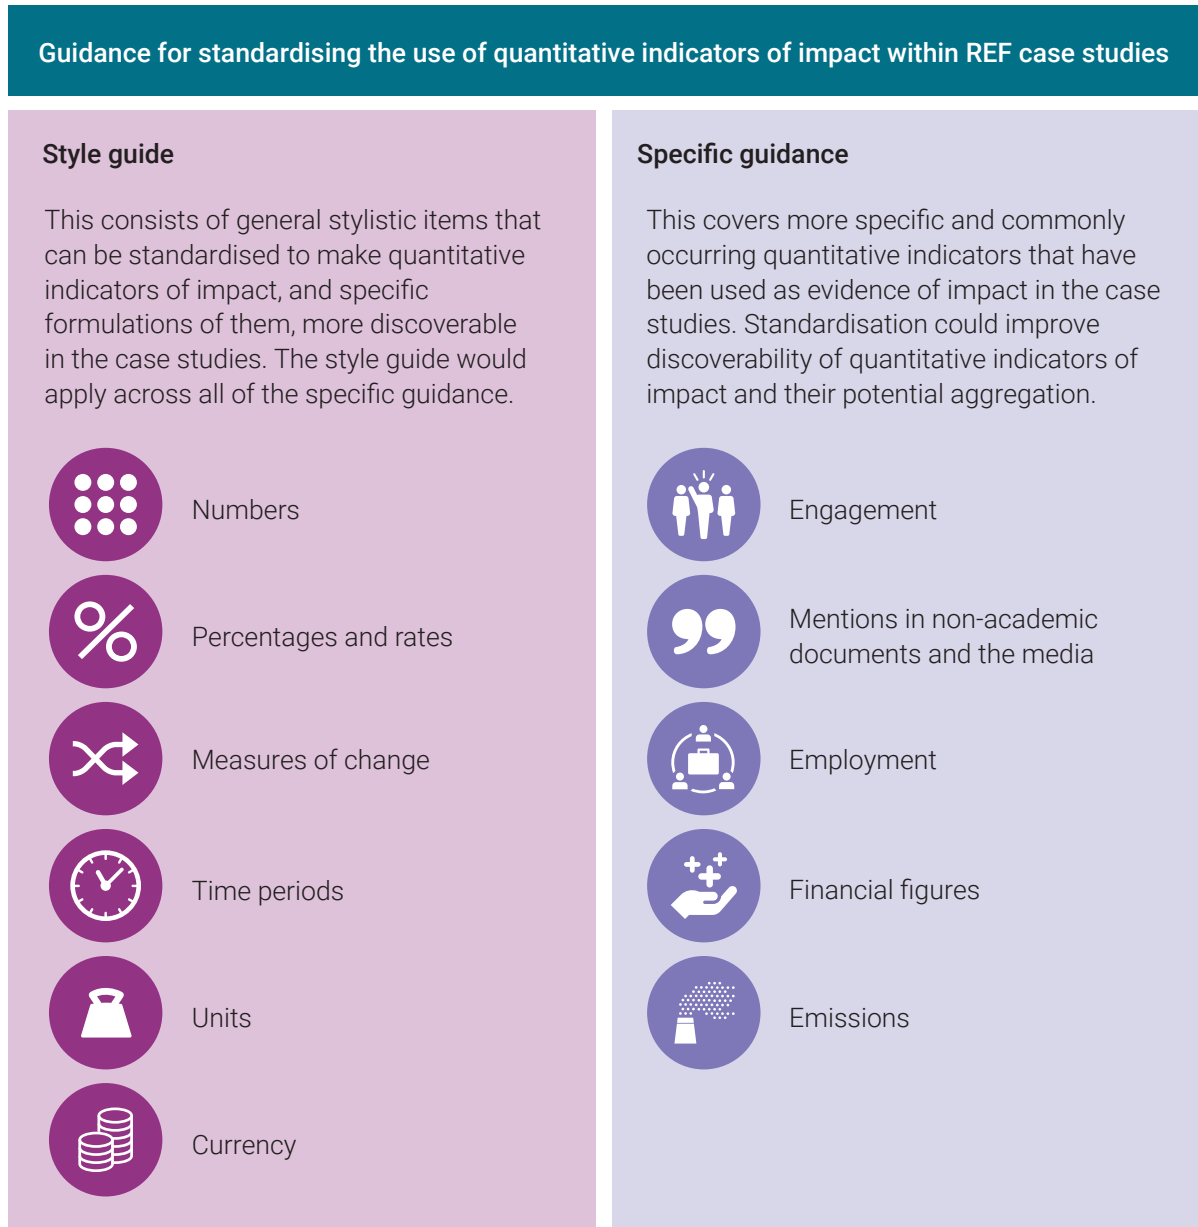 Guidance for standardising the use of quantitative indicators of impact within REF case studies
Style guide
This consists of general stylistic items that
can be standardised to make quantitative
indicators of impact, and specific
formulations of them, more discoverable
in the case studies. The style guide would
apply across all of the specific guidance.
Numbers
Percentages and rates
Measures of change
Time periods
Units
Currency
Specific guidance
This covers more specific and commonly
occurring quantitative indicators that have
been used as evidence of impact in the case
studies. Standardisation could improve
discoverability of quantitative indicators of
impact and their potential aggregation.
Engagement
Mentions in non-academic
documents and the media
Employment
Financial figures
Emissions